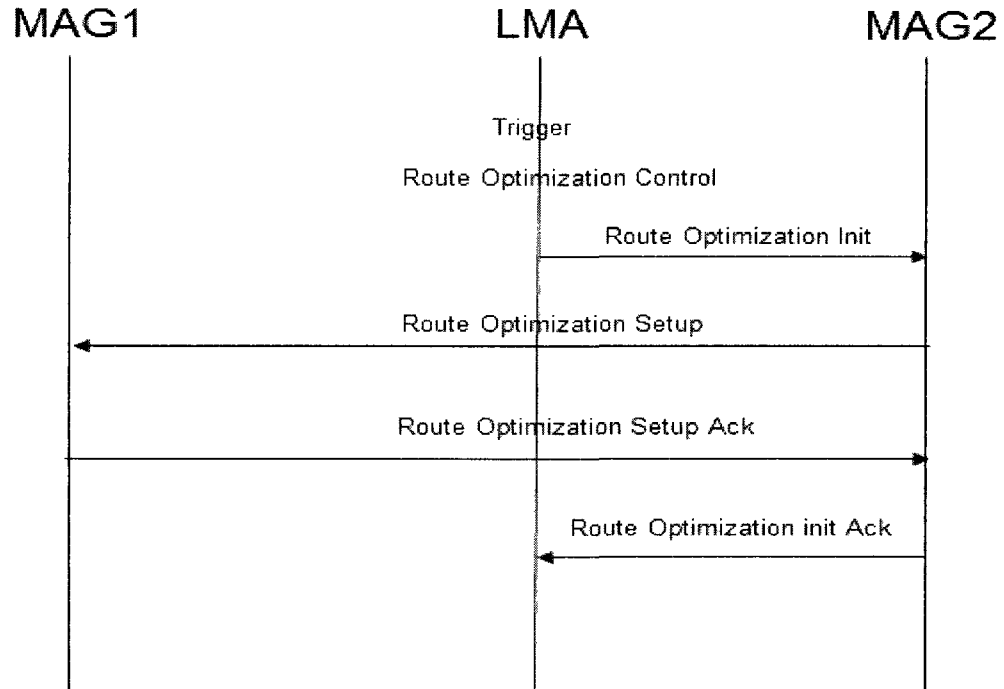 MAG1 LMA MAG2
Trigger
Route Optimization Control
Route Optimization Init
Route Optimization Setup
Route Optimization Setup Ack
Route Optimization init Ack